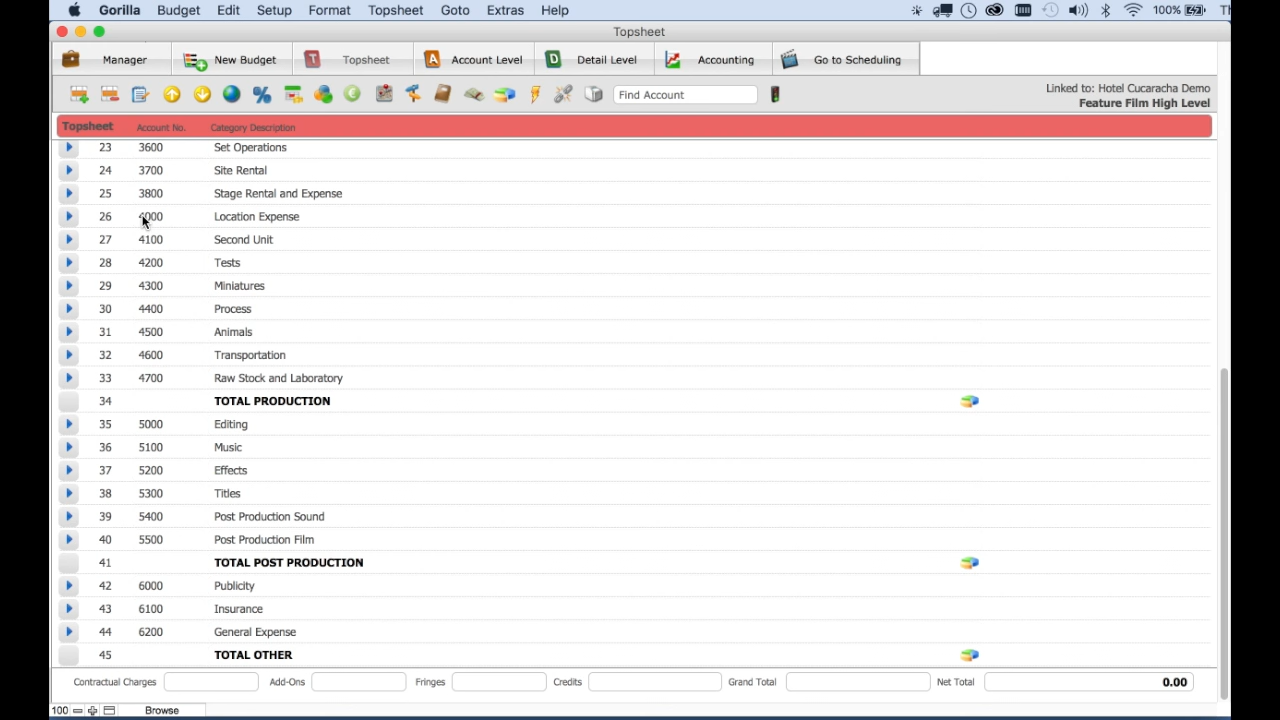 Gorilla Budget Edit Setup Format Topsheet Goto Extras Help 100% Th
Topsheet
Manager New Budget Topsheet Account Level Detail Level Accounting Go to Scheduling
Find Account
Linked to: Hotel Cucaracha Demo
Feature Film High Level
Topsheet Account No. Category Description
23 3600 Set Operations
24 3700 Site Rental
25 3800 Stage Rental and Expense
26 4000 Location Expense
27 4100 Second Unit
28 4200 Tests
29 4300 Miniatures
30 4400 Process
31 4500 Animals
32 4600 Transportation
33 4700 Raw Stock and Laboratory
34 TOTAL PRODUCTION
35 5000 Editing
36 5100 Music
37 5200 Effects
38 5300 Titles
39 5400 Post Production Sound
40 5500 Post Production Film
41 TOTAL POST PRODUCTION
42 6000 Publicity
43 6100 Insurance
44 6200 General Expense
45 TOTAL OTHER
Contractual Charges Add-Ons Fringes Credits Grand Total Net Total 0.00
100 Browse